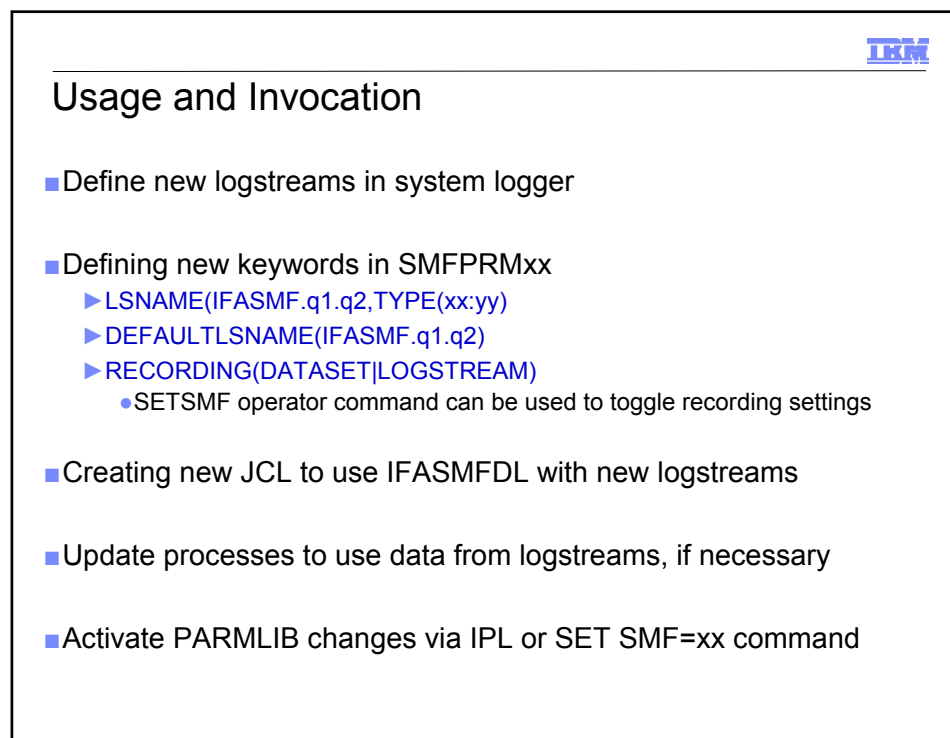 IBM
Usage and Invocation
■Define new logstreams in system logger
■Defining new keywords in SMFPRMxx
►LSNAME(IFASMF.q1.q2,TYPE(xx:yy)
►DEFAULTLSNAME(IFASMF.q1.q2)
►RECORDING(DATASET|LOGSTREAM)
●SETSMF operator command can be used to toggle recording settings
■Creating new JCL to use IFASMFDL with new logstreams
■Update processes to use data from logstreams, if necessary
■Activate PARMLIB changes via IPL or SET SMF=xx command